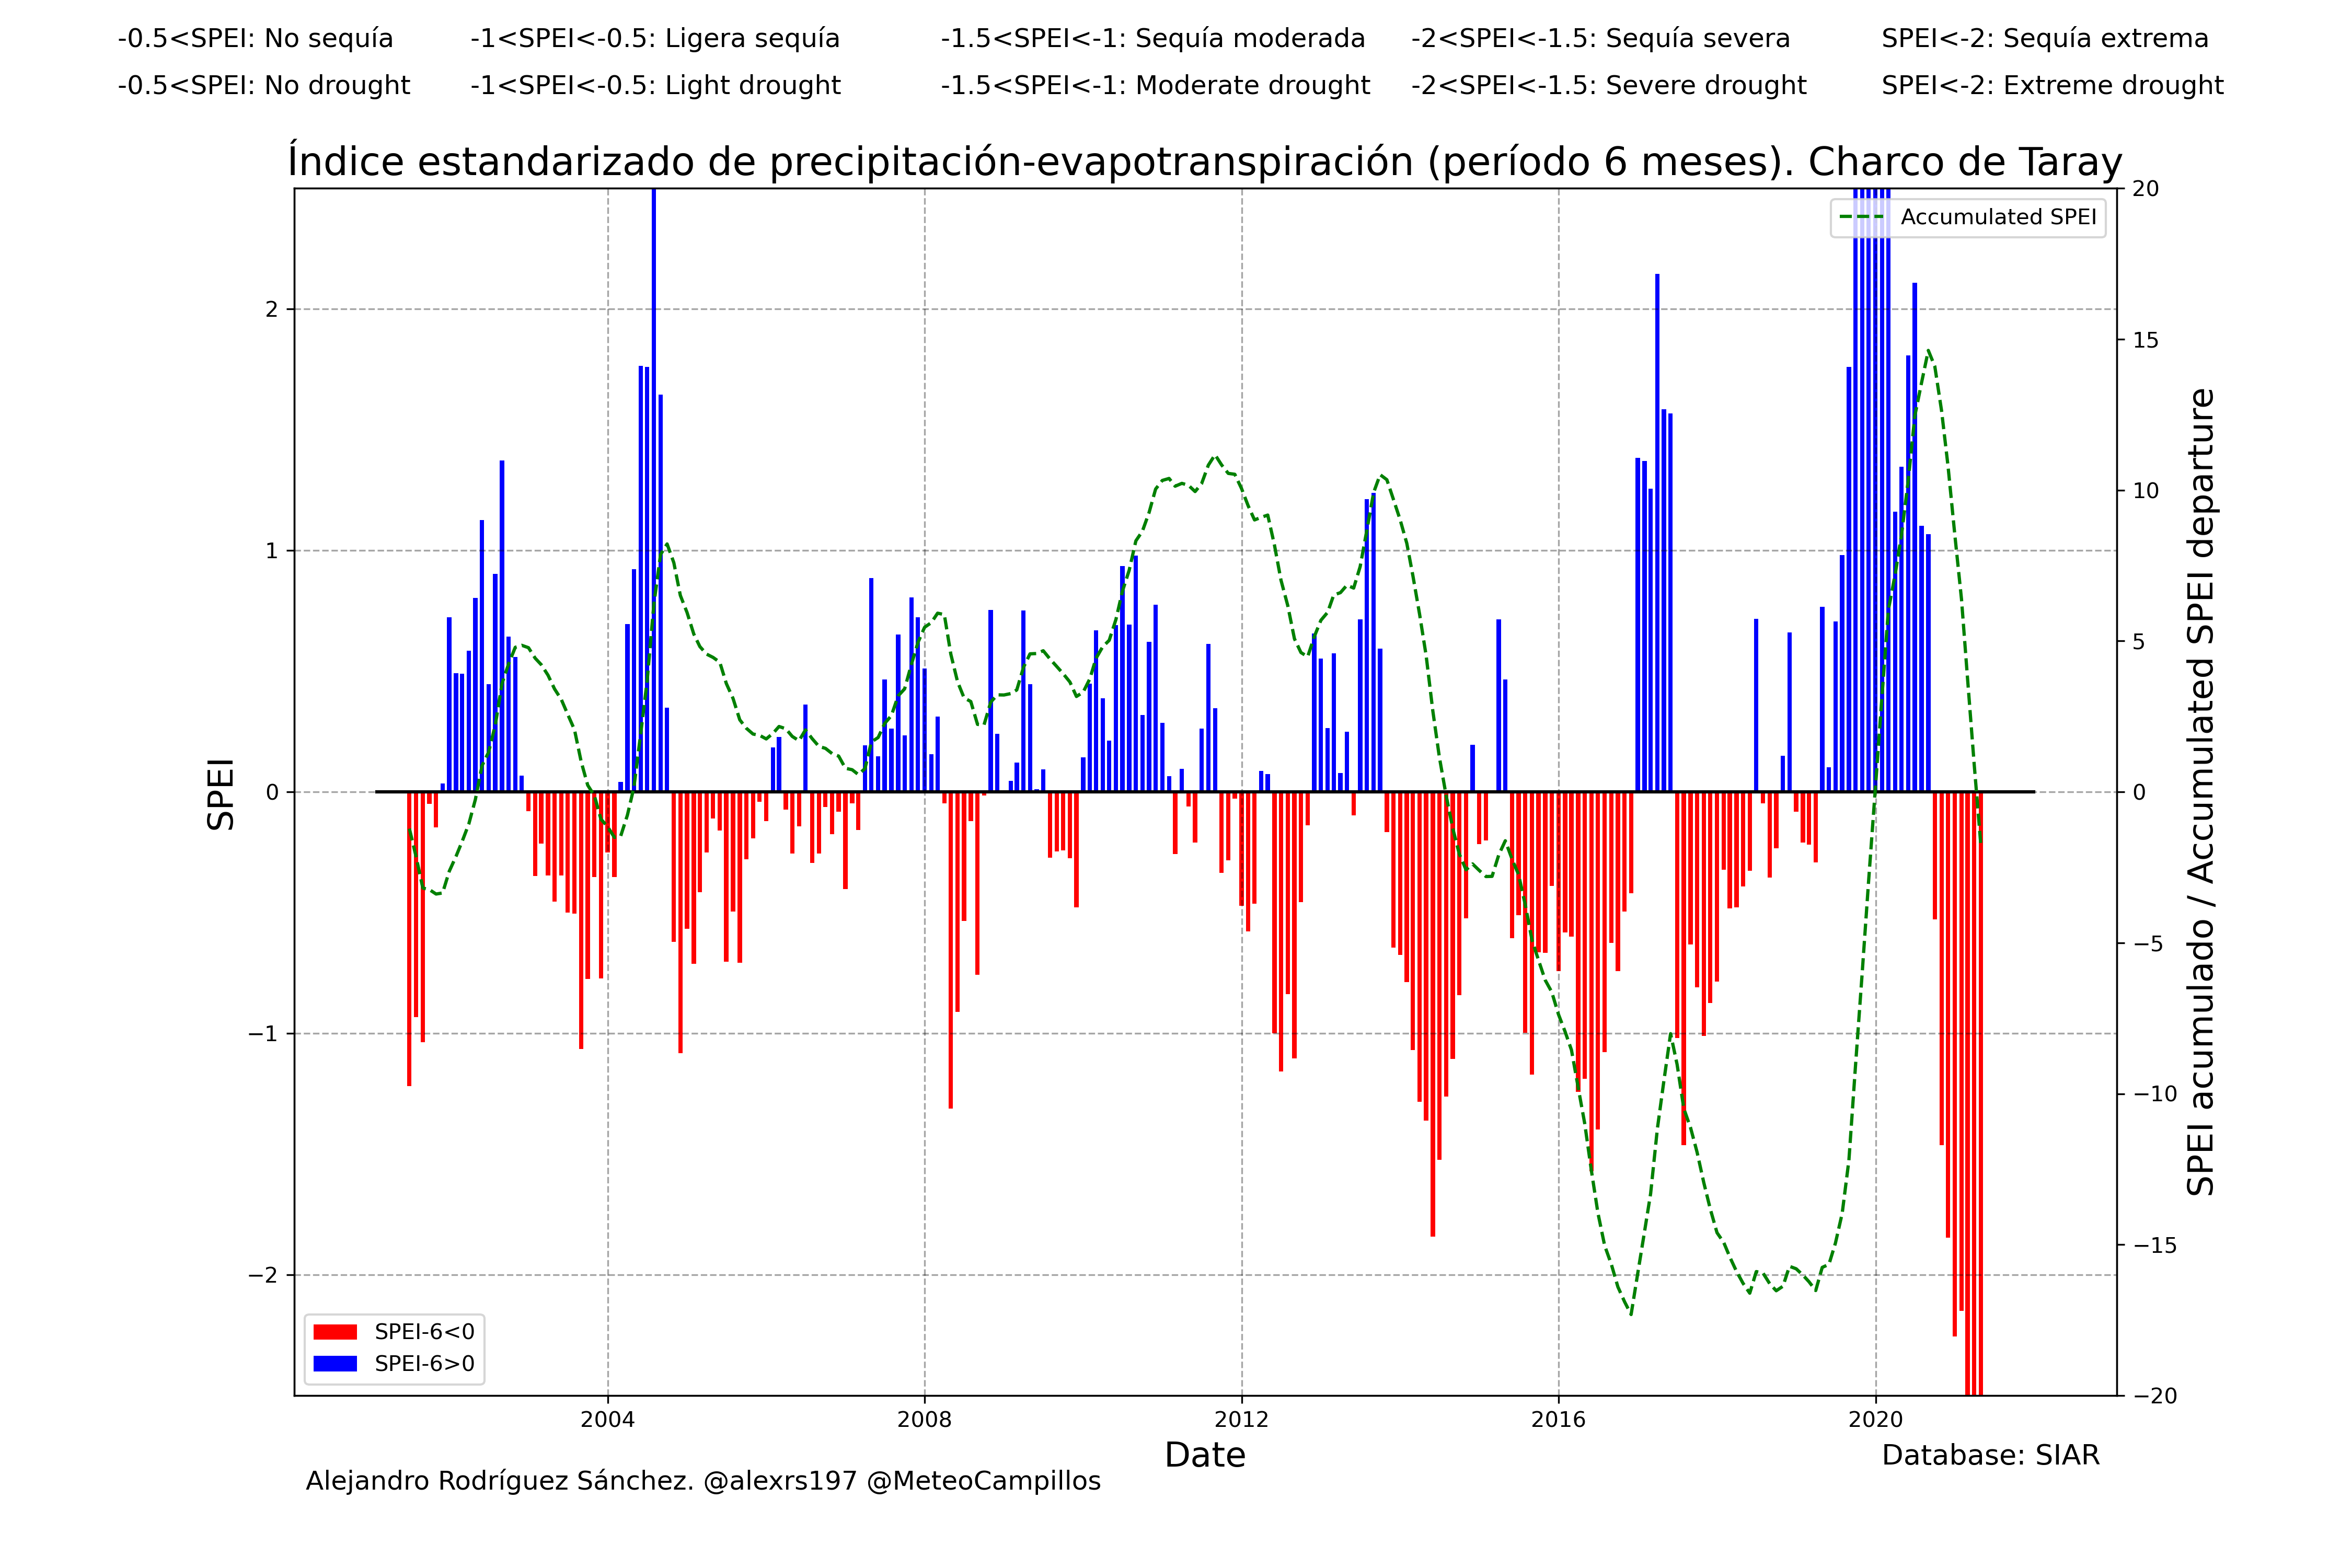 -0.5<SPEI: No sequía -1<SPEI<-0.5: Ligera sequía -1.5<SPEI<-1: Sequía moderada -2<SPEI<-1.5: Sequía severa SPEI<-2: Sequía extrema
-0.5<SPEI: No drought -1<SPEI<-0.5: Light drought -1.5<SPEI<-1: Moderate drought -2<SPEI<-1.5: Severe drought SPEI<-2: Extreme drought
Índice estandarizado de precipitación-evapotranspiración (período 6 meses). Charco de Taray
Accumulated SPEI
2
1
0
−1
−2
SPEI
20
15
10
5
0
−5
−10
−15
−20
SPEI acumulado / Accumulated SPEI departure
SPEI-6<0
SPEI-6>0
2004 2008 2012 2016 2020
Date
Database: SIAR
Alejandro Rodríguez Sánchez. @alexrs197 @MeteoCampillos